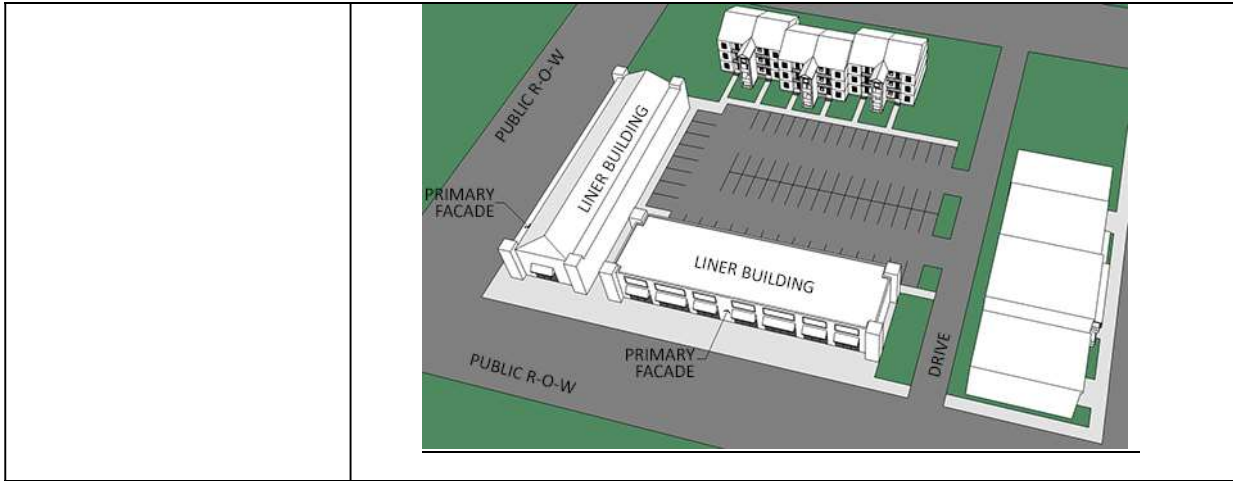 PUBLIC R-O-W
LINER BUILDING
PRIMARY
FACADE
LINER BUILDING
PRIMARY
FACADE
PUBLIC R-O-W
DRIVE